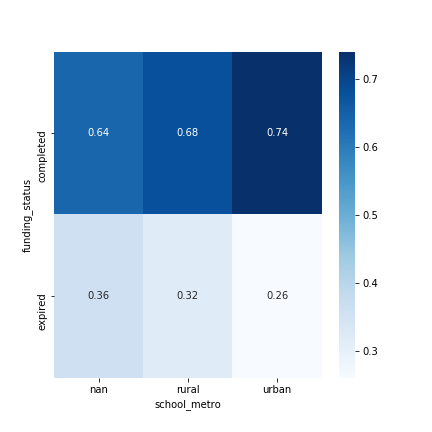 completed
expired
funding_status
0.64 0.68 0.74
0.36 0.32 0.26
nan rural urban
school_metro
0.7
0.6
0.5
0.4
0.3